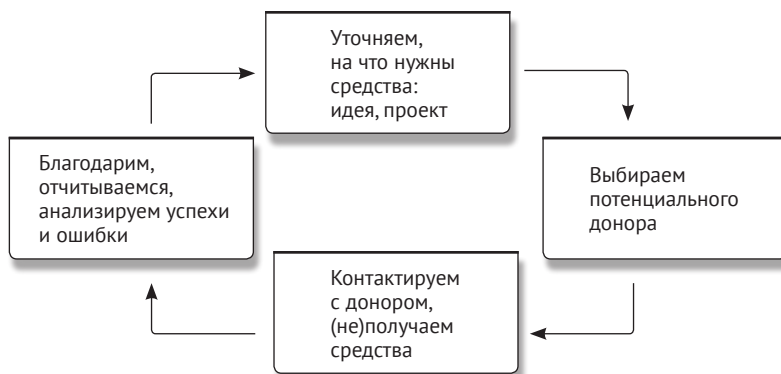 Уточняем,
на что нужны
средства:
идея, проект
Выбираем
потенциального
донора
Контактируем
с донором,
(не)получаем
средства
Благодарим,
отчитываемся,
анализируем успехи
и ошибки